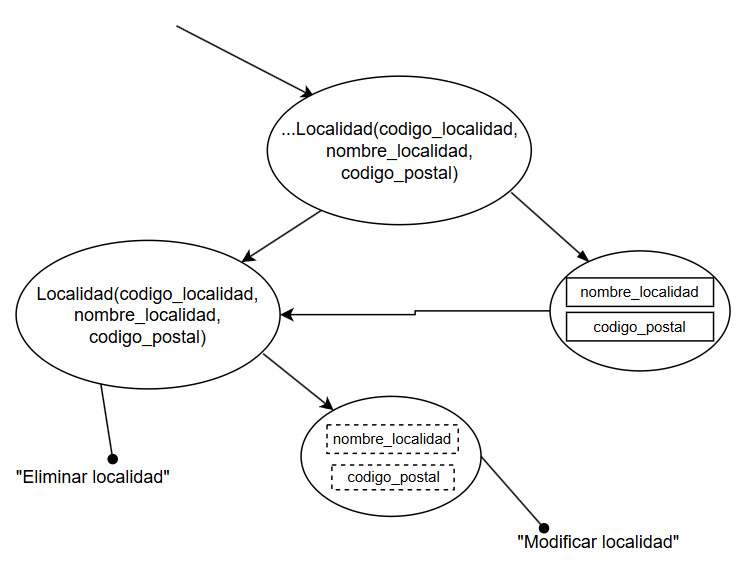 ...Localidad(codigo_localidad,
nombre_localidad,
codigo_postal)
Localidad(codigo_localidad,
nombre_localidad,
codigo_postal)
nombre_localidad
codigo_postal
nombre_localidad
codigo_postal
"Eliminar localidad"
"Modificar localidad"